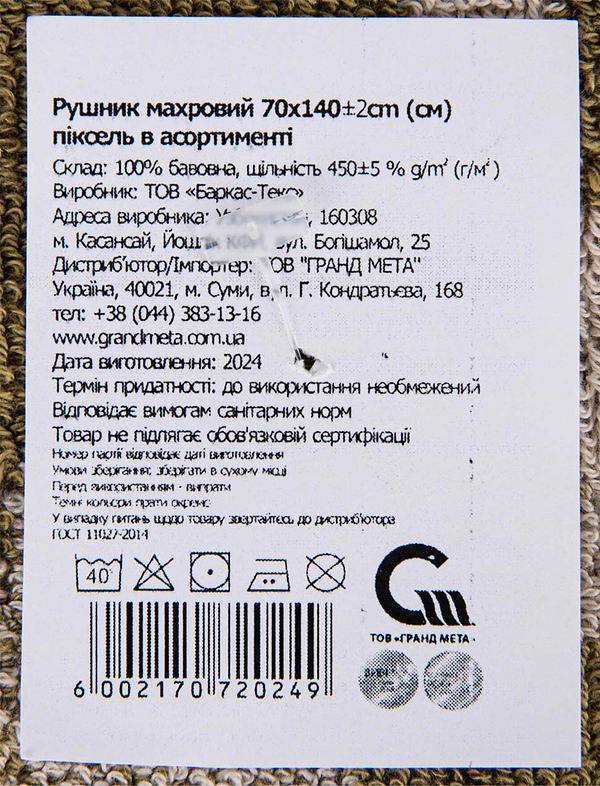 Рушник махровий 70x140±2cm (см)
піксель в асортименті
Склад: 100% бавовна, щільність 450±5 % g/m² (г/м²)
Виробник: ТОВ «Баркас-Текс»
Адреса виробника: 160308
м. Касансай, вул. Богішамол, 25
Дистриб'ютор/Імпортер: ТОВ "ГРАНД МЕТА"
Україна, 40021, м. Суми, вул. Г. Кондратьєва, 168
тел: +38 (044) 383-13-16
www.grandmeta.com.ua
Дата виготовлення: 2024
Термін придатності: до використання необмежений
Відповідає вимогам санітарних норм
Товар не підлягає обов'язковій сертифікації
Номер партії відповідає даті виготовлення
Умови зберігання: зберігати в сухому місці
Перед використанням - випрати
Темні кольори прати окремо
У випадку питань щодо товару звертайтесь до дистриб'ютора
ГОСТ 11027-2014
40°
Gm
ТОВ «ГРАНД МЕТА»
6 002170 720249